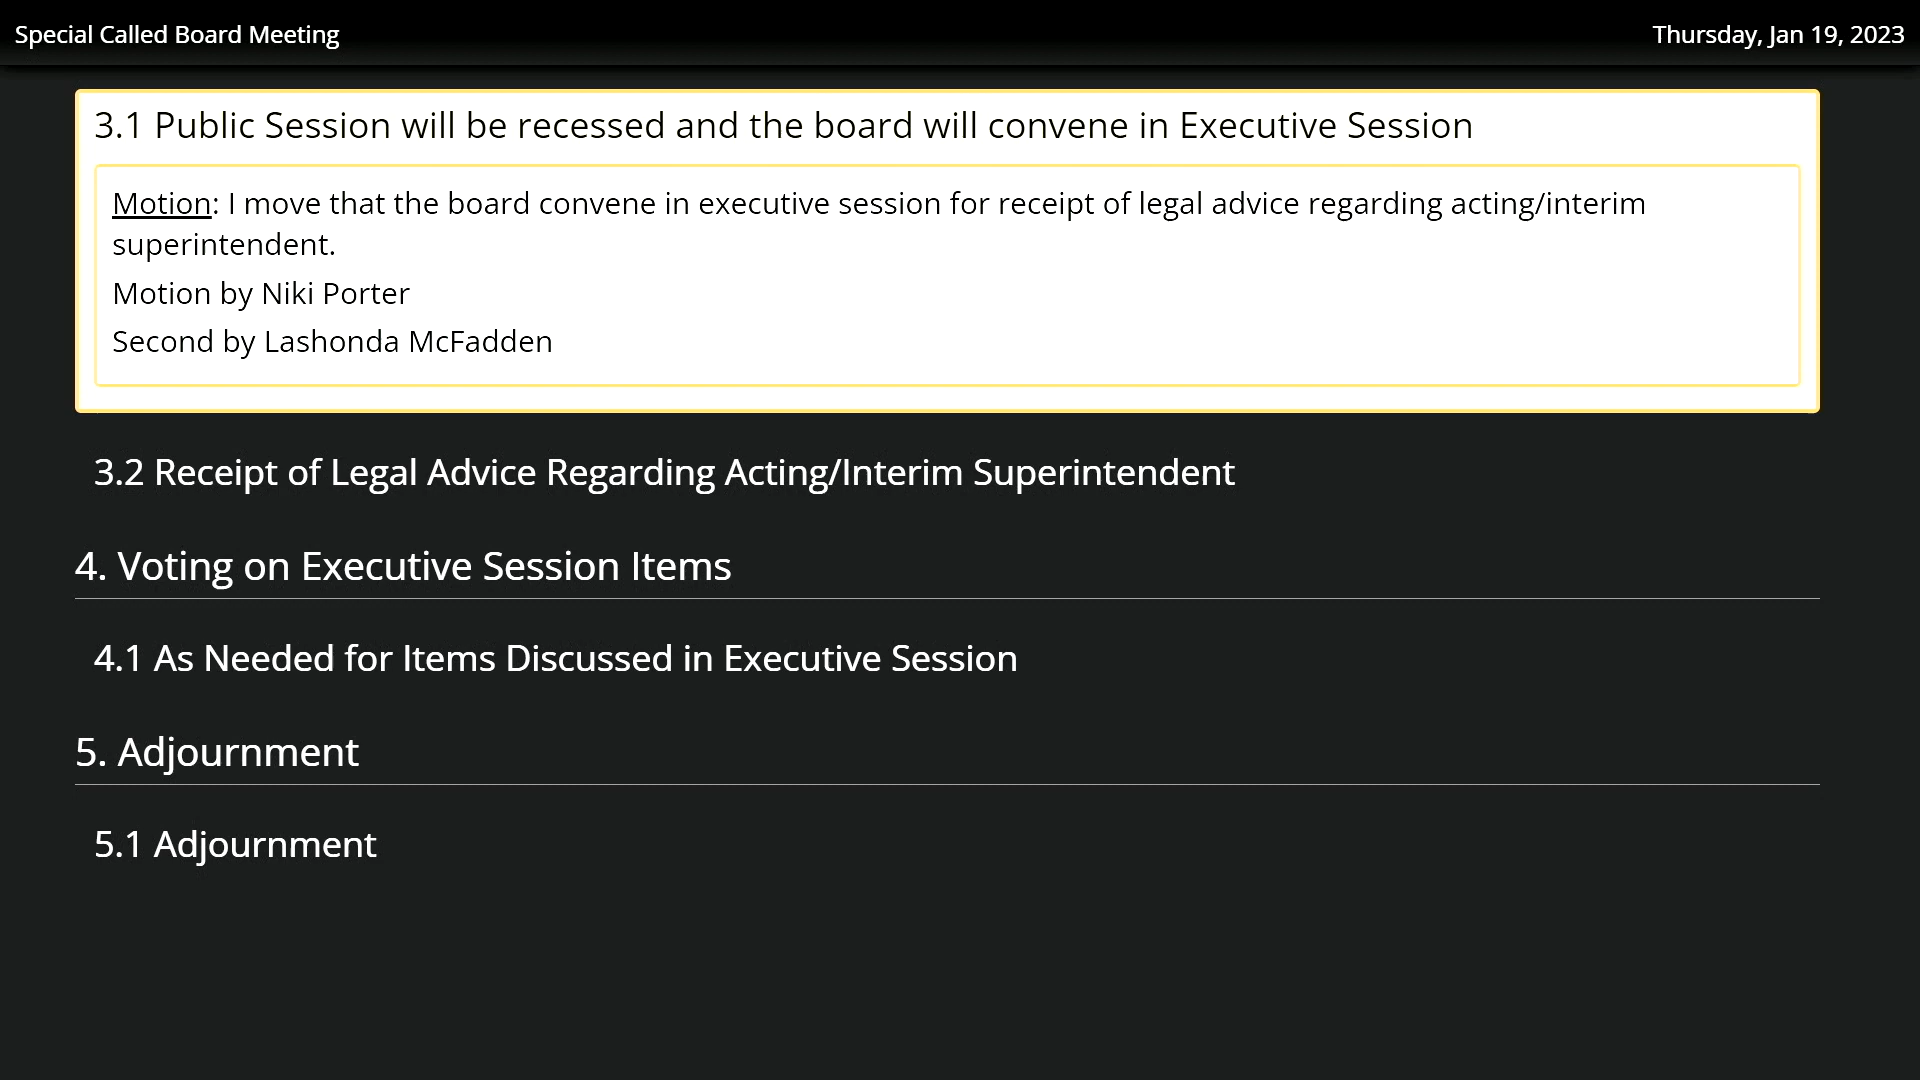 Special Called Board Meeting
Thursday, Jan 19, 2023
3.1 Public Session will be recessed and the board will convene in Executive Session
Motion: I move that the board convene in executive session for receipt of legal advice regarding acting/interim
superintendent.
Motion by Niki Porter
Second by Lashonda McFadden
3.2 Receipt of Legal Advice Regarding Acting/Interim Superintendent
4. Voting on Executive Session Items
4.1 As Needed for Items Discussed in Executive Session
5. Adjournment
5.1 Adjournment